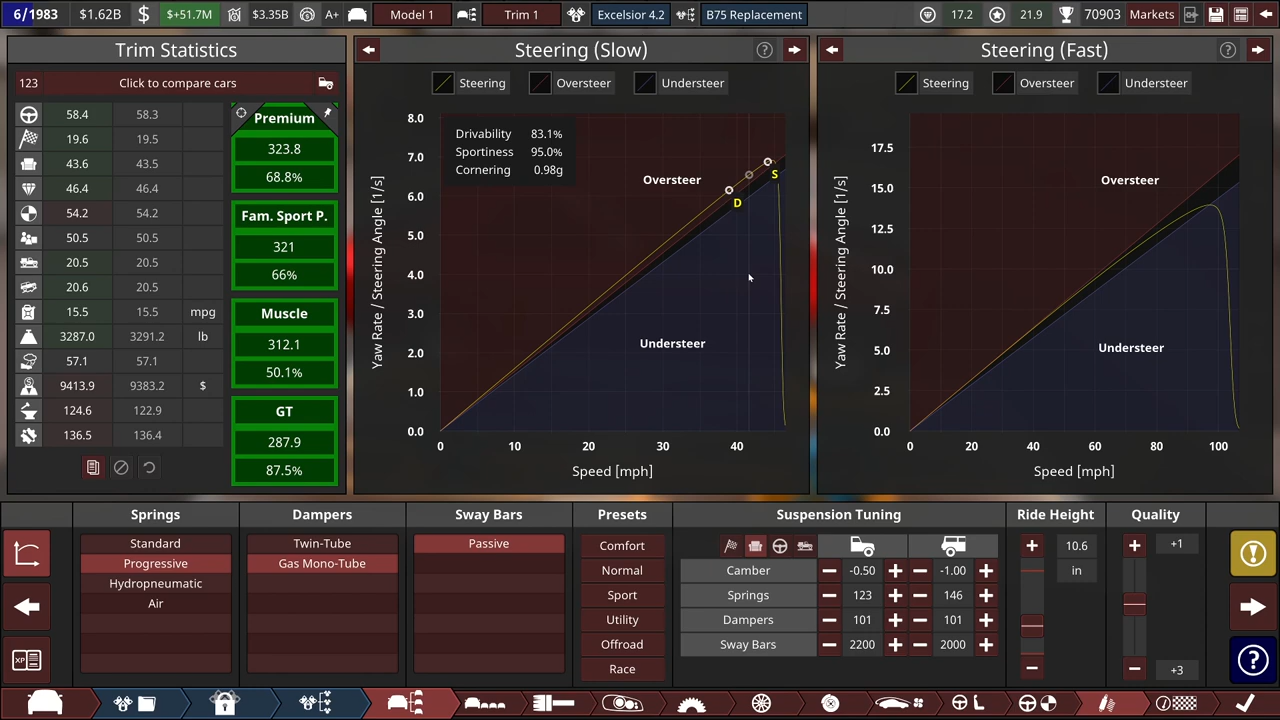 6/1983 $1.62B $+51.7M $3.35B A+ Model 1 Trim 1 Excelsior 4.2 B75 Replacement 17.2 21.9 70903 Markets
Trim Statistics
123 Click to compare cars
58.4 58.3
19.6 19.5
43.6 43.5
46.4 46.4
54.2 54.2
50.5 50.5
20.5 20.5
20.6 20.5
15.5 15.5 mpg
3287.0 3291.2 lb
57.1 57.1
9413.9 9383.2 $
124.6 122.9
136.5 136.4
Premium
323.8
68.8%
Fam. Sport P.
321
66%
Muscle
312.1
50.1%
GT
287.9
87.5%
Steering (Slow)
Steering Oversteer Understeer
Drivability 83.1%
Sportiness 95.0%
Cornering 0.98g
Oversteer
Understeer
S
D
Yaw Rate / Steering Angle [1/s]
8.0
7.0
6.0
5.0
4.0
3.0
2.0
1.0
0.0
0 10 20 30 40
Speed [mph]
Steering (Fast)
Steering Oversteer Understeer
Oversteer
Understeer
Yaw Rate / Steering Angle [1/s]
17.5
15.0
12.5
10.0
7.5
5.0
2.5
0.0
0 20 40 60 80 100
Speed [mph]
Springs
Standard
Progressive
Hydropneumatic
Air
Dampers
Twin-Tube
Gas Mono-Tube
Sway Bars
Passive
Presets
Comfort
Normal
Sport
Utility
Offroad
Race
Suspension Tuning
Camber -0.50 -1.00
Springs 123 146
Dampers 101 101
Sway Bars 2200 2000
Ride Height
10.6
in
Quality
+1
+3
XP